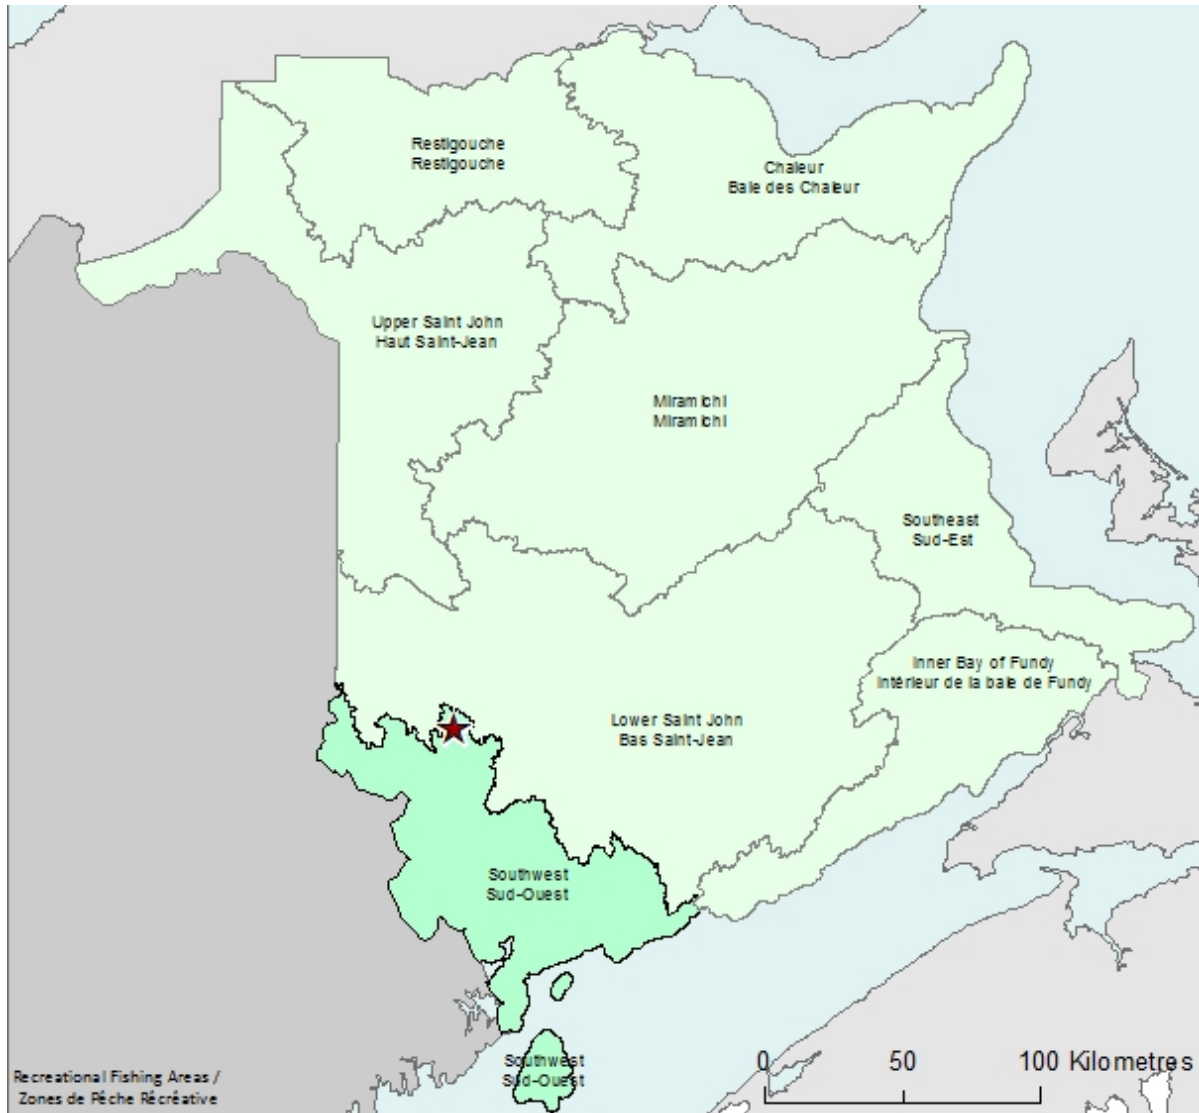 Restigouche
Restigouche
Chaleur
Baie des Chaleur
Upper Saint John
Haut Saint-Jean
Miramichi
Miramichi
Southeast
Sud-Est
Inner Bay of Fundy
Intérieur de la baie de Fundy
Lower Saint John
Bas Saint-Jean
Southwest
Sud-Ouest
Southwest
Sud-Ouest
0 50 100 Kilometres
Recreational Fishing Areas /
Zones de Pêche Récréative